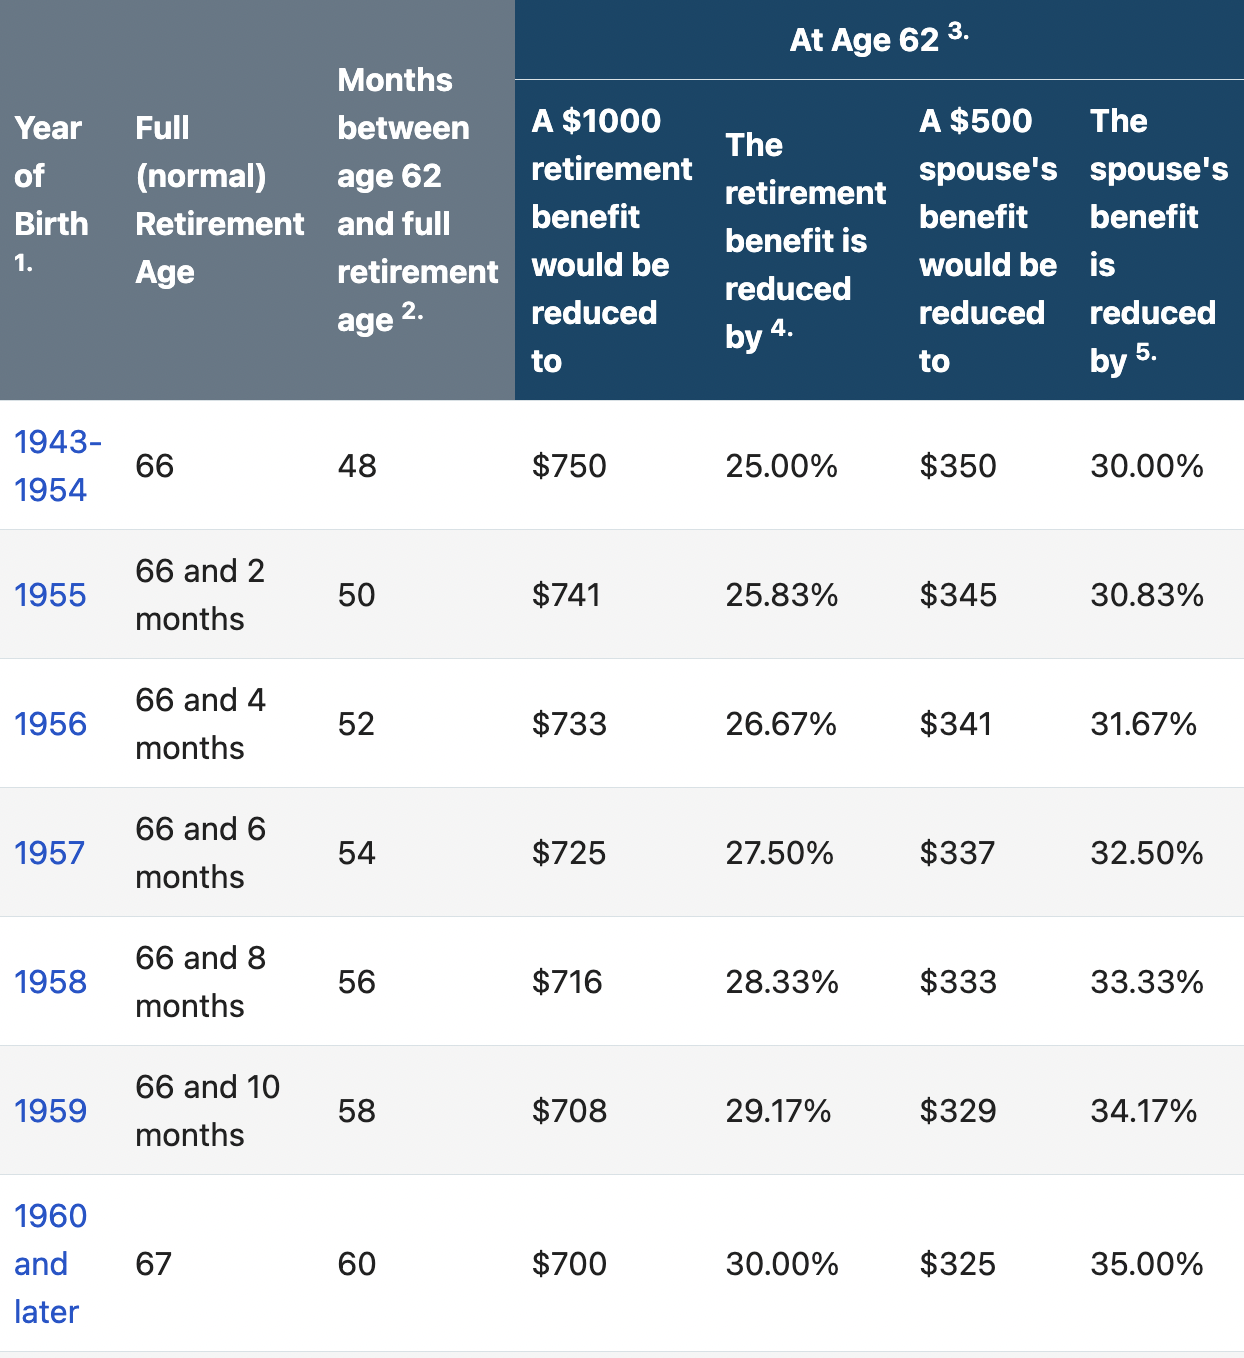 Year of Birth 1.
Full (normal) Retirement Age
Months between age 62 and full retirement age 2.
At Age 62 3.
A $1000 retirement benefit would be reduced to
The retirement benefit is reduced by 4.
A $500 spouse's benefit would be reduced to
The spouse's benefit is reduced by 5.
1943-1954 66 48 $750 25.00% $350 30.00%
1955 66 and 2 months 50 $741 25.83% $345 30.83%
1956 66 and 4 months 52 $733 26.67% $341 31.67%
1957 66 and 6 months 54 $725 27.50% $337 32.50%
1958 66 and 8 months 56 $716 28.33% $333 33.33%
1959 66 and 10 months 58 $708 29.17% $329 34.17%
1960 and later 67 60 $700 30.00% $325 35.00%